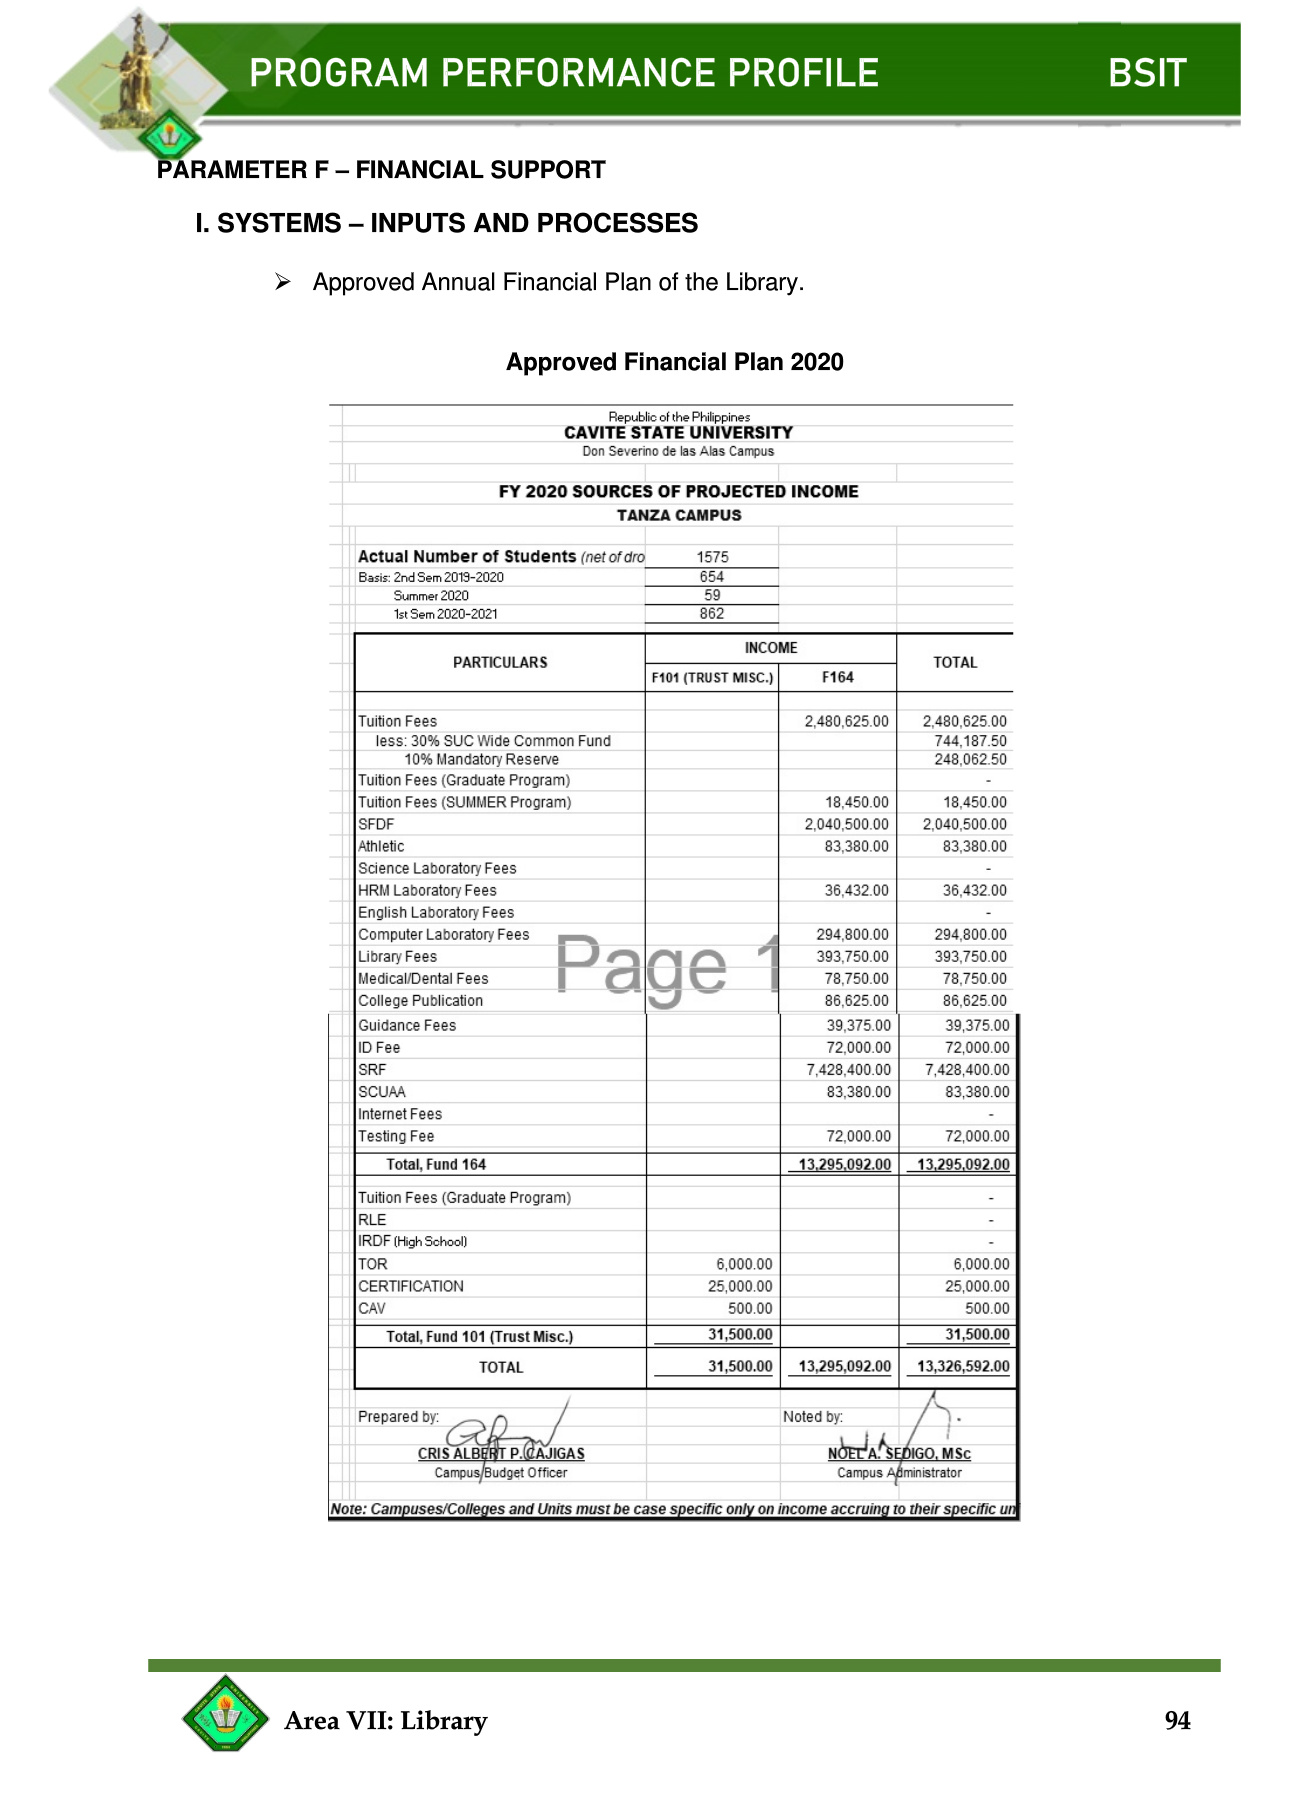 PROGRAM PERFORMANCE PROFILE BSIT
PARAMETER F – FINANCIAL SUPPORT
I. SYSTEMS – INPUTS AND PROCESSES
➢ Approved Annual Financial Plan of the Library.
Approved Financial Plan 2020
Republic of the Philippines
CAVITE STATE UNIVERSITY
Don Severino de las Alas Campus
FY 2020 SOURCES OF PROJECTED INCOME
TANZA CAMPUS
Actual Number of Students (net of dro 1575
Basis: 2nd Sem 2019-2020 654
Summer 2020 59
1st Sem 2020-2021 862
PARTICULARS INCOME TOTAL
F101 (TRUST MISC.) F164
Tuition Fees 2,480,625.00 2,480,625.00
less: 30% SUC Wide Common Fund 744,187.50
10% Mandatory Reserve 248,062.50
Tuition Fees (Graduate Program) -
Tuition Fees (SUMMER Program) 18,450.00 18,450.00
SFDF 2,040,500.00 2,040,500.00
Athletic 83,380.00 83,380.00
Science Laboratory Fees -
HRM Laboratory Fees 36,432.00 36,432.00
English Laboratory Fees -
Computer Laboratory Fees 294,800.00 294,800.00
Library Fees 393,750.00 393,750.00
Page 1
Medical/Dental Fees 78,750.00 78,750.00
College Publication 86,625.00 86,625.00
Guidance Fees 39,375.00 39,375.00
ID Fee 72,000.00 72,000.00
SRF 7,428,400.00 7,428,400.00
SCUAA 83,380.00 83,380.00
Internet Fees -
Testing Fee 72,000.00 72,000.00
Total, Fund 164 13,295,092.00 13,295,092.00
Tuition Fees (Graduate Program) -
RLE -
IRDF (High School) -
TOR 6,000.00 6,000.00
CERTIFICATION 25,000.00 25,000.00
CAV 500.00 500.00
Total, Fund 101 (Trust Misc.) 31,500.00 31,500.00
TOTAL 31,500.00 13,295,092.00 13,326,592.00
Prepared by: Noted by:
CRIS ALBERT P. CAJIGAS NOEL A. SEDIGO, MSc
Campus Budget Officer Campus Administrator
Note: Campuses/Colleges and Units must be case specific only on income accruing to their specific un
Area VII: Library 94